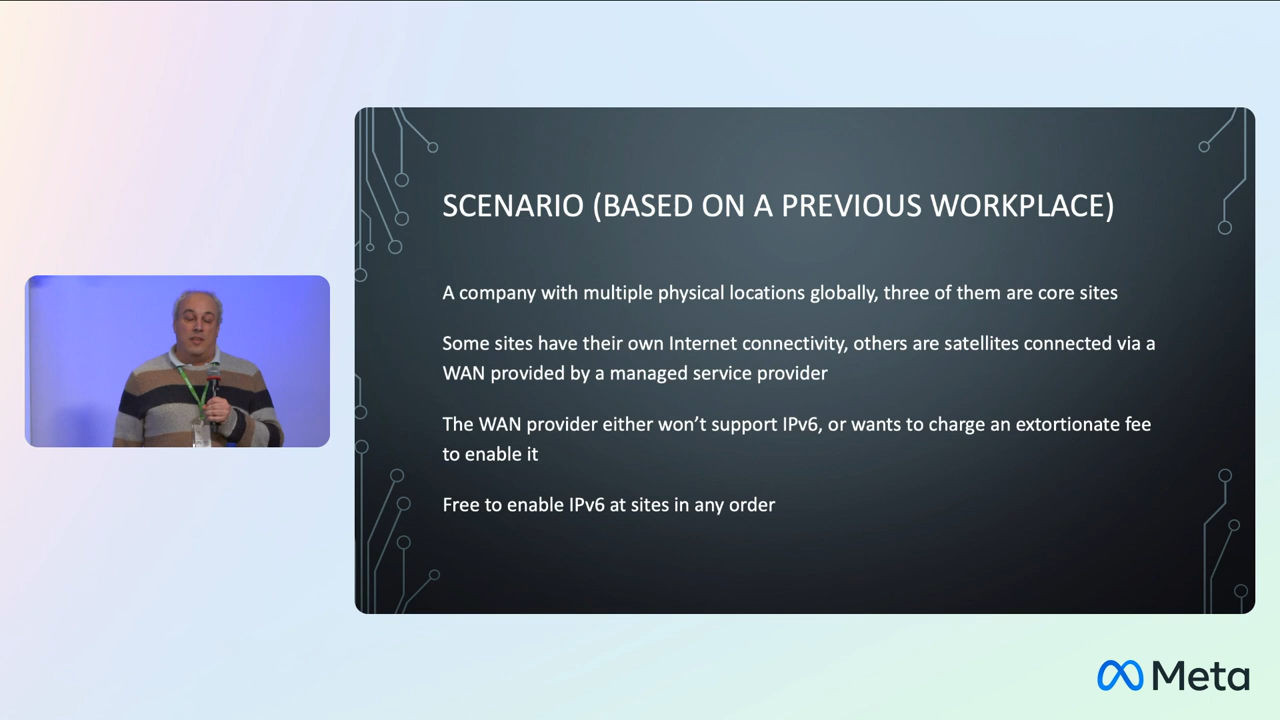 SCENARIO (BASED ON A PREVIOUS WORKPLACE)
A company with multiple physical locations globally, three of them are core sites
Some sites have their own Internet connectivity, others are satellites connected via a
WAN provided by a managed service provider
The WAN provider either won’t support IPv6, or wants to charge an extortionate fee
to enable it
Free to enable IPv6 at sites in any order
Meta